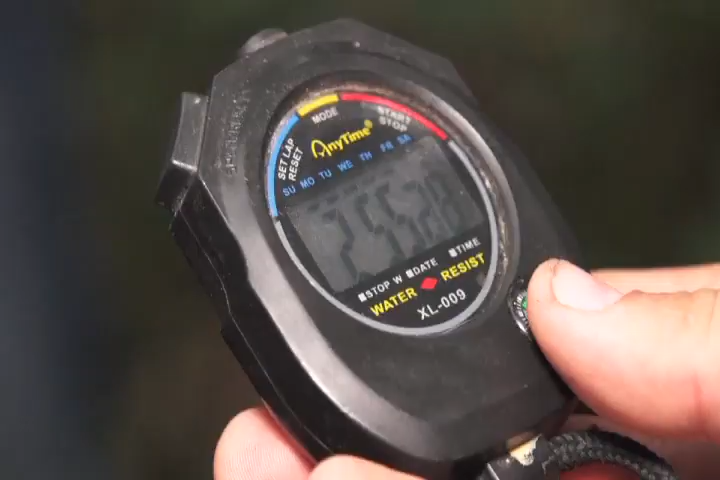 MODE
START
STOP
SET LAP
RESET
AnyTime®
SU MO TU WE TH FR SA
STOP W DATE TIME
WATER RESIST
XL-009